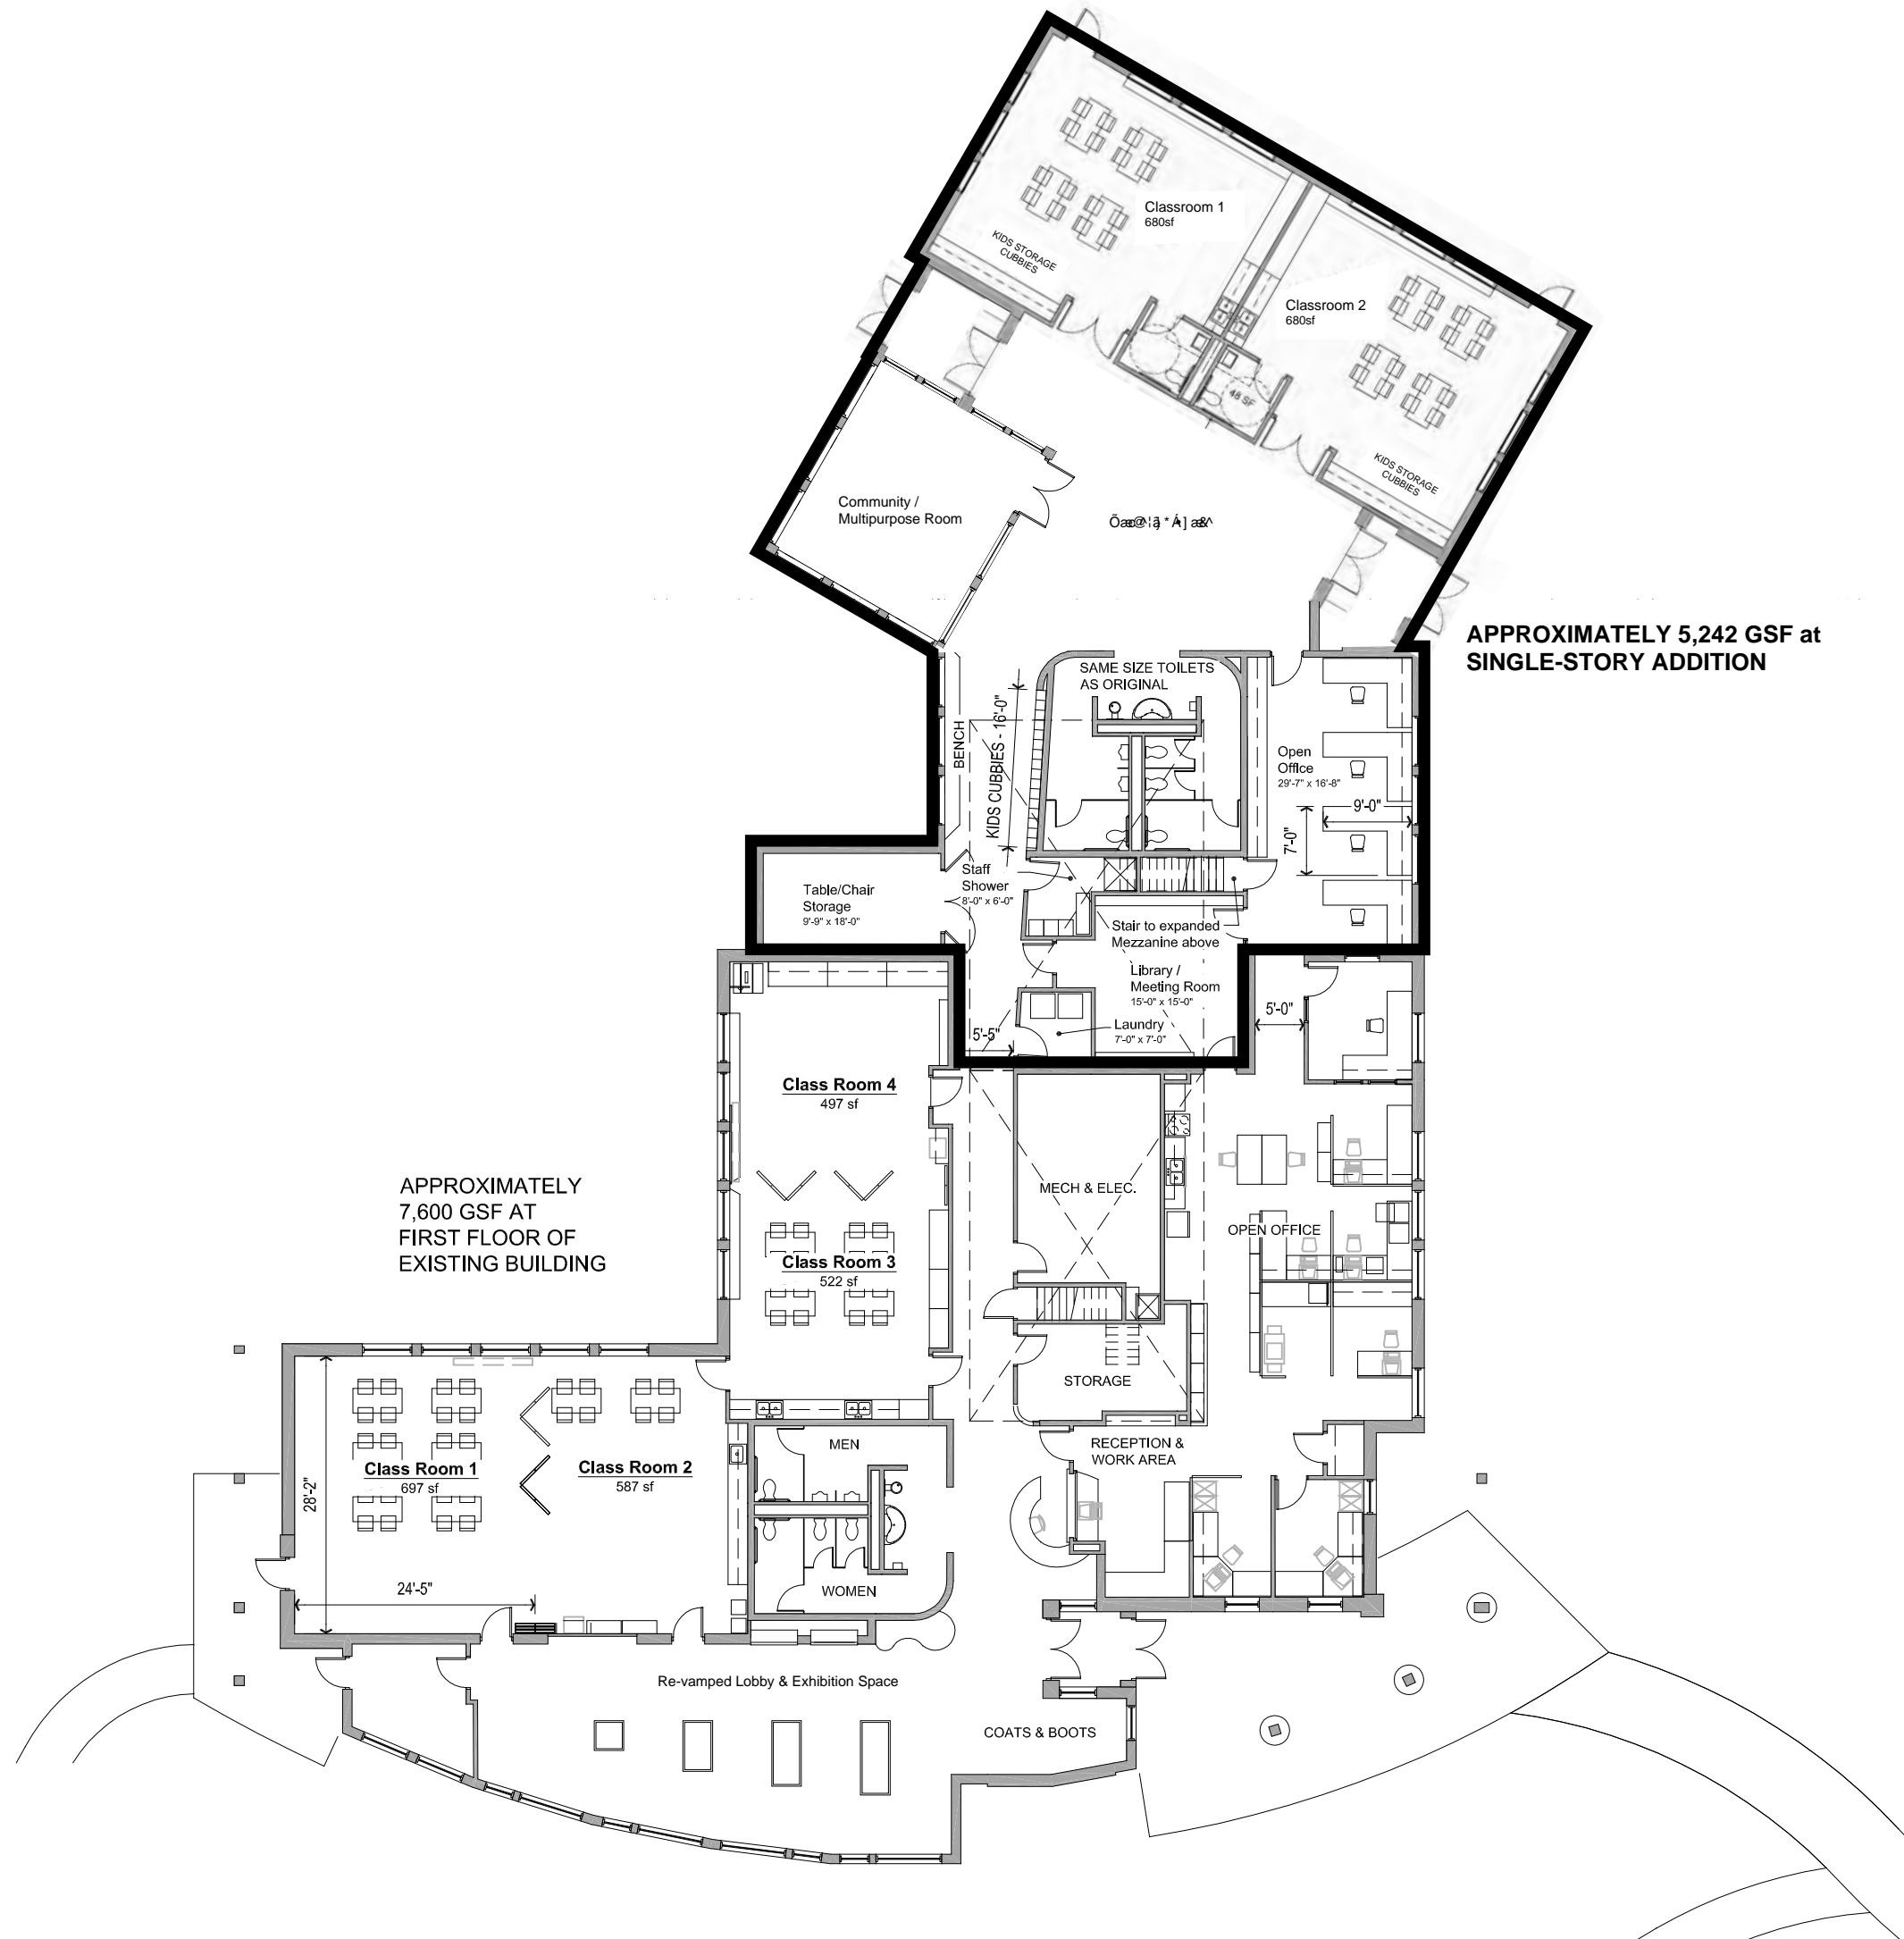 Classroom 1
680sf
KIDS STORAGE
CUBBIES
Classroom 2
680sf
48 SF
KIDS STORAGE
CUBBIES
Community /
Multipurpose Room
APPROXIMATELY 5,242 GSF at
SINGLE-STORY ADDITION
SAME SIZE TOILETS
AS ORIGINAL
BENCH
KIDS CUBBIES - 16'-0"
Open
Office
29'-7" x 16'-8"
9'-0"
7'-0"
Staff
Shower
8'-0" x 6'-0"
Table/Chair
Storage
9'-9" x 18'-0"
Stair to expanded
Mezzanine above
Library /
Meeting Room
15'-0" x 15'-0"
5'-0"
Laundry
7'-0" x 7'-0"
5'-5"
Class Room 4
497 sf
APPROXIMATELY
7,600 GSF AT
FIRST FLOOR OF
EXISTING BUILDING
MECH & ELEC.
OPEN OFFICE
Class Room 3
522 sf
STORAGE
MEN
RECEPTION &
WORK AREA
Class Room 1
697 sf
Class Room 2
587 sf
28'-2"
24'-5"
WOMEN
Re-vamped Lobby & Exhibition Space
COATS & BOOTS